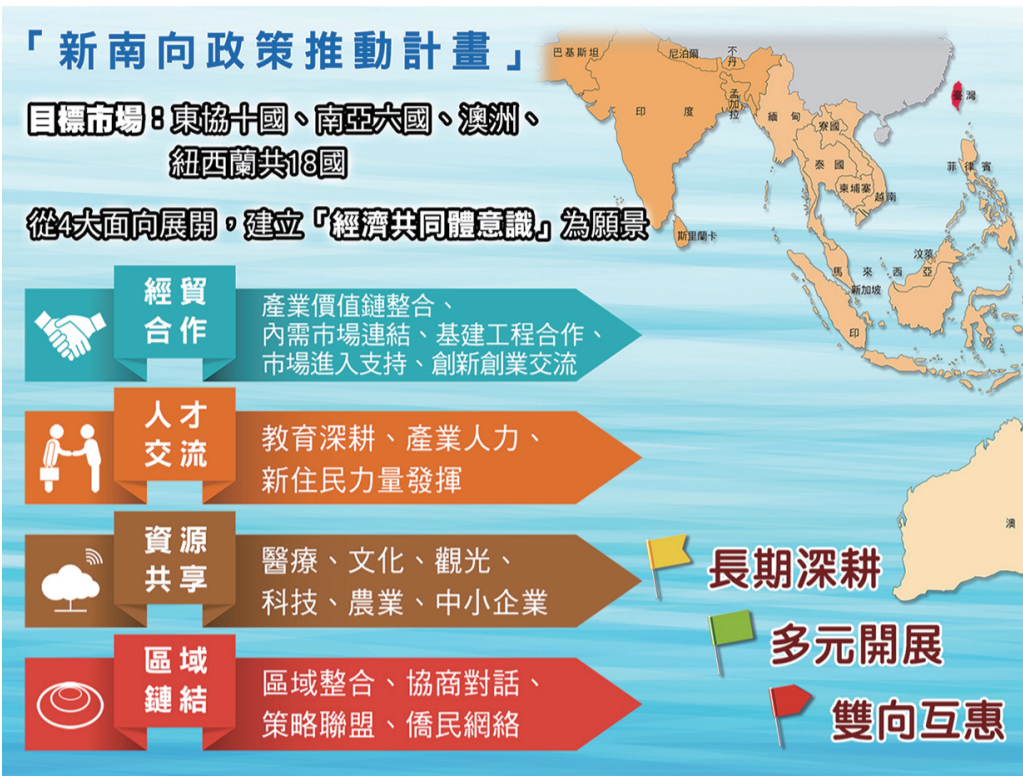 「新南向政策推動計畫」
目標市場：東協十國、南亞六國、澳洲、
紐西蘭共18國
從4大面向展開，建立「經濟共同體意識」為願景
經貿
合作
產業價值鏈整合、
內需市場連結、基建工程合作、
市場進入支持、創新創業交流
人才
交流
教育深耕、產業人力、
新住民力量發揮
資源
共享
醫療、文化、觀光、
科技、農業、中小企業
區域
鏈結
區域整合、協商對話、
策略聯盟、僑民網絡
巴基斯坦
尼泊爾
不丹
孟加拉
印度
緬甸
寮國
泰國
柬埔寨
越南
臺灣
菲律賓
斯里蘭卡
汶萊
馬來西亞
新加坡
印
澳
長期深耕
多元開展
雙向互惠